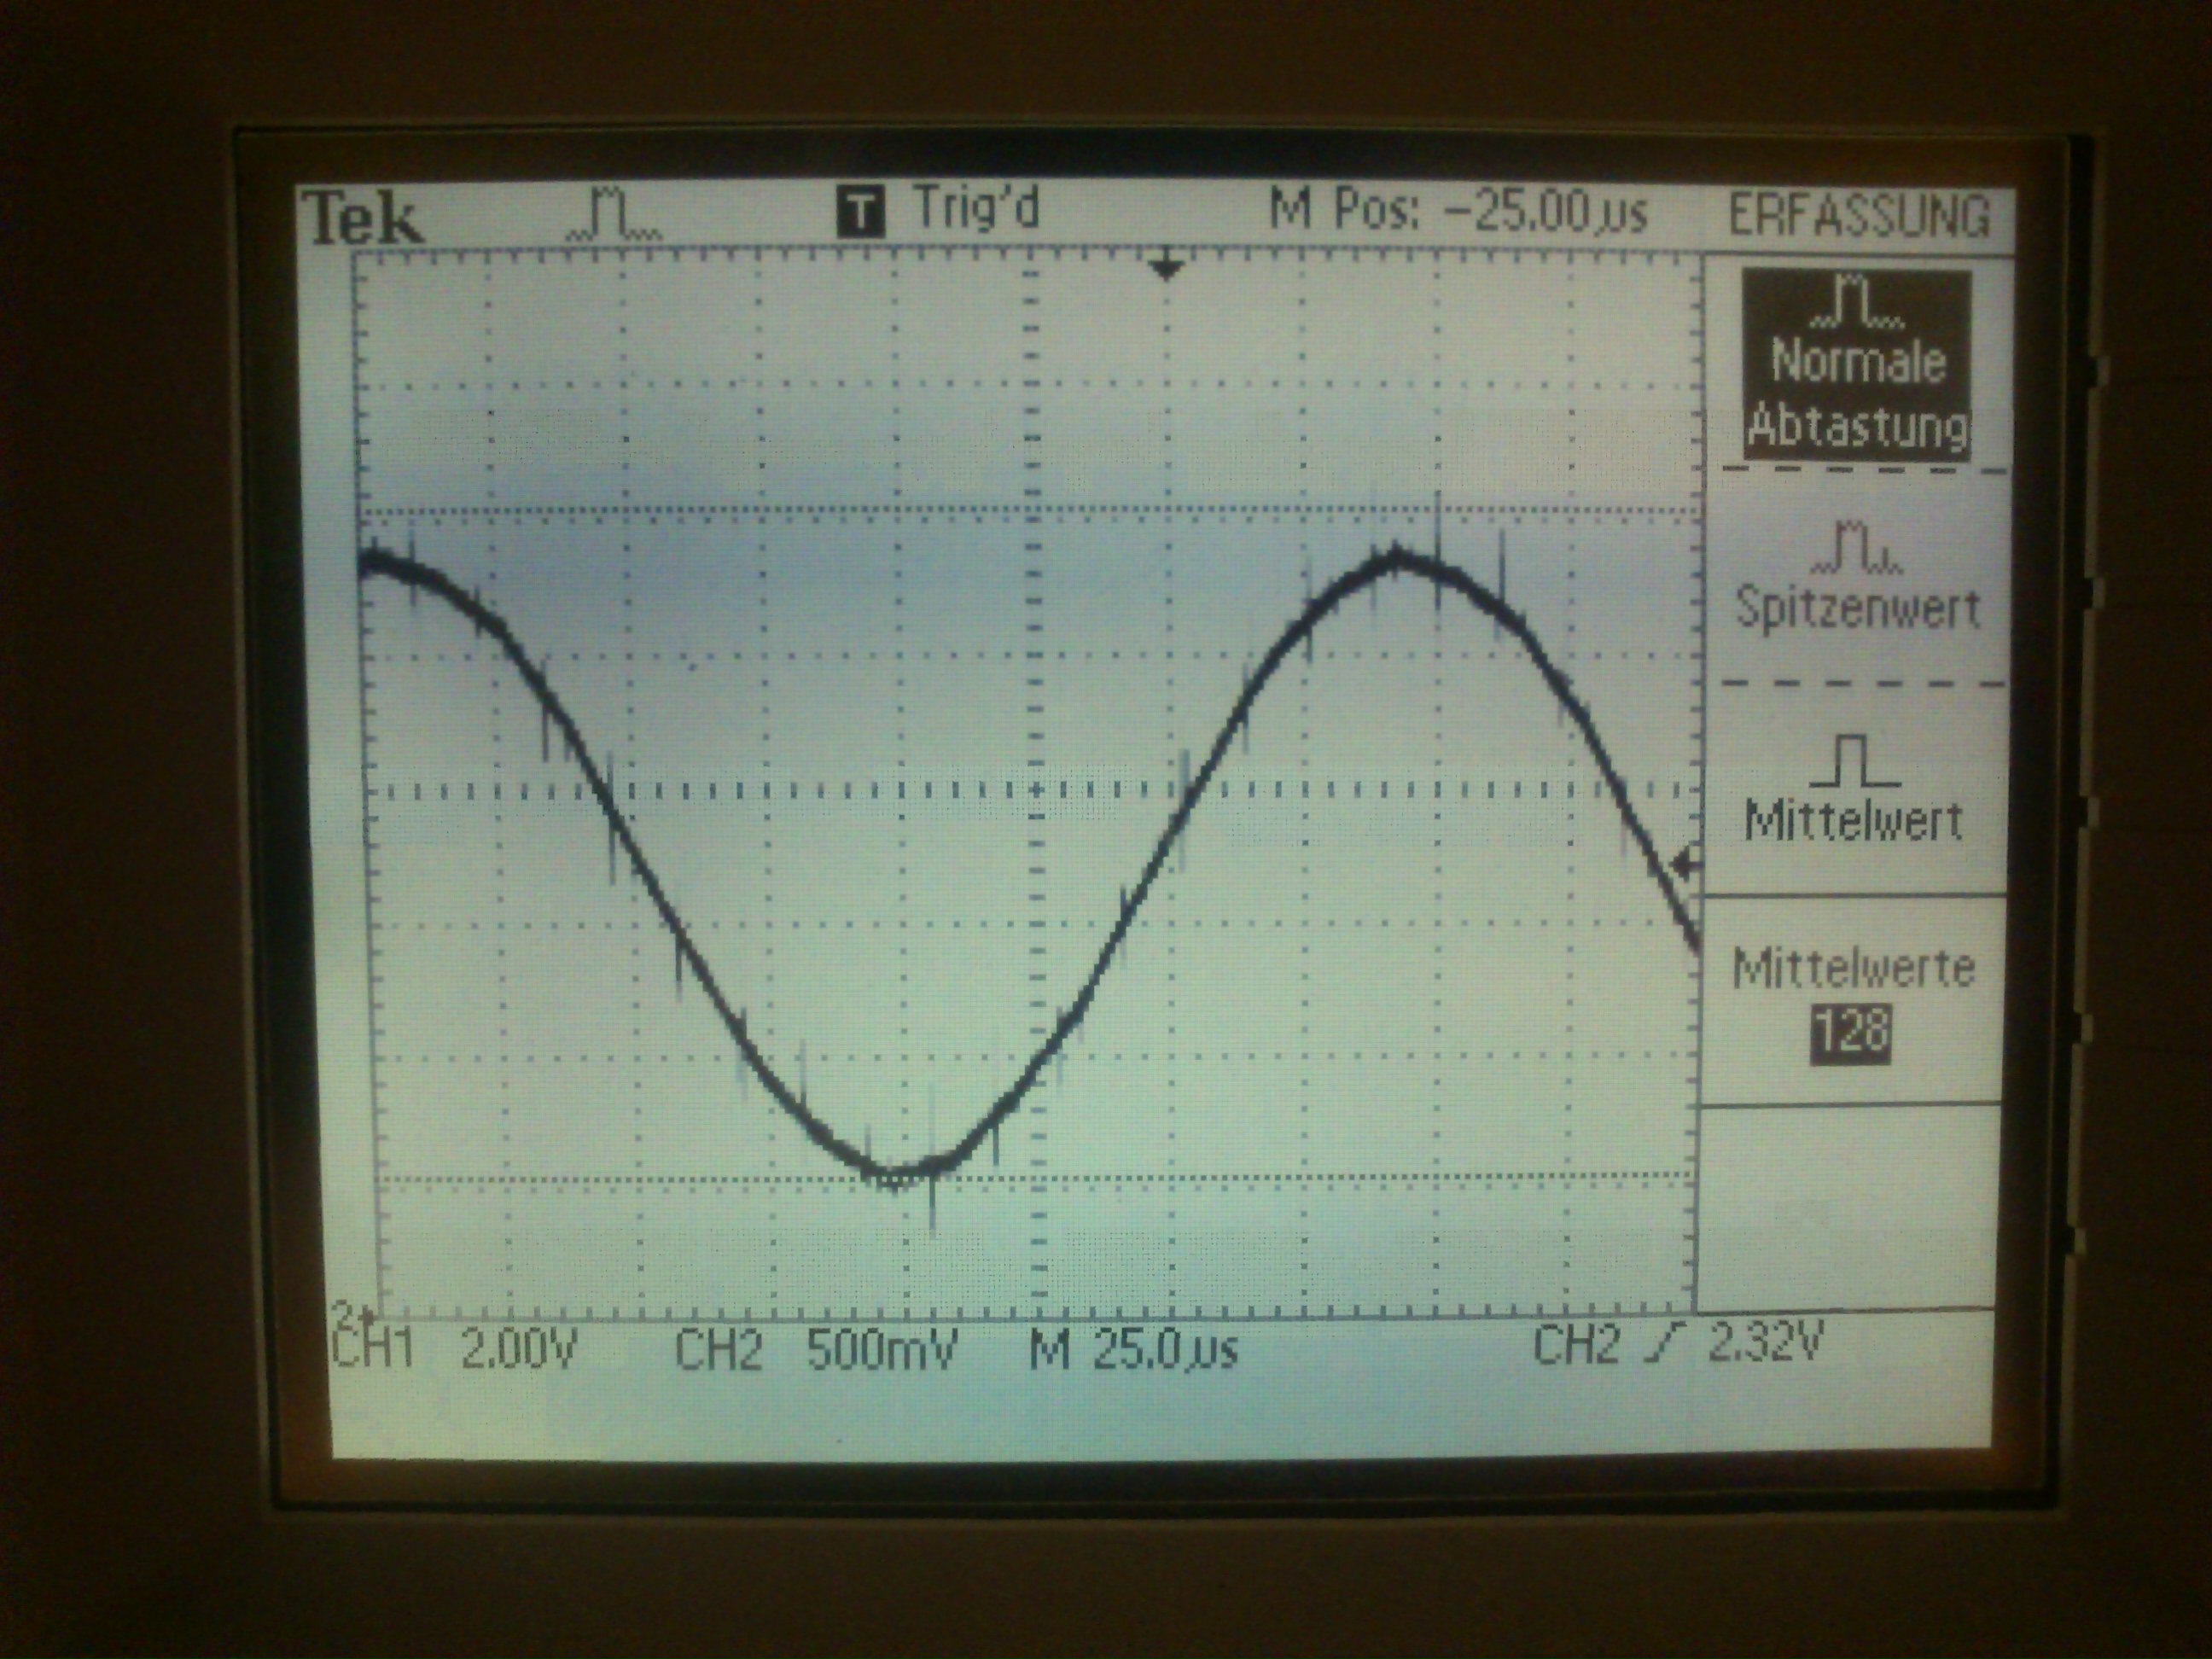 Tek T Trig'd M Pos: -25.00µs ERFASSUNG
Normale
Abtastung
Spitzenwert
Mittelwert
Mittelwerte
128
2
CH1 2.00V CH2 500mV M 25.0µs CH2 2.32V